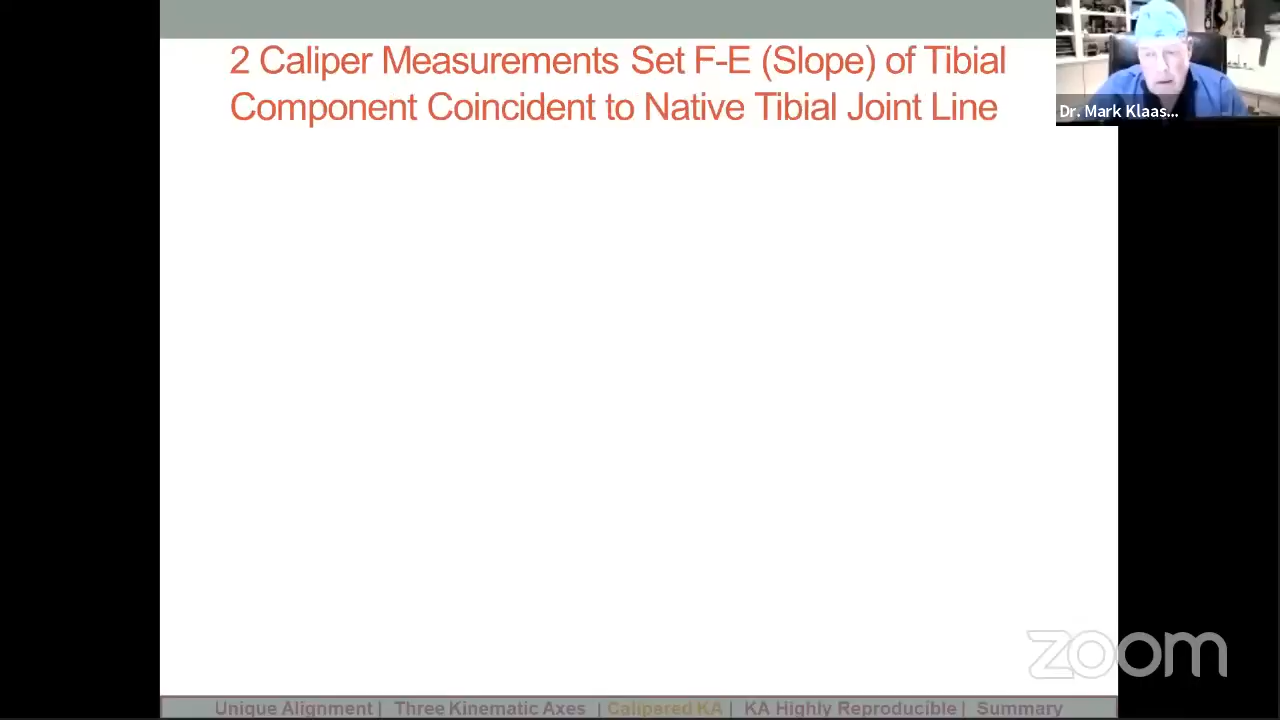 2 Caliper Measurements Set F-E (Slope) of Tibial
Component Coincident to Native Tibial Joint Line
Dr. Mark Klaas...
zoom
Unique Alignment | Three Kinematic Axes | Calipared KA | KA Highly Reproducible | Summary